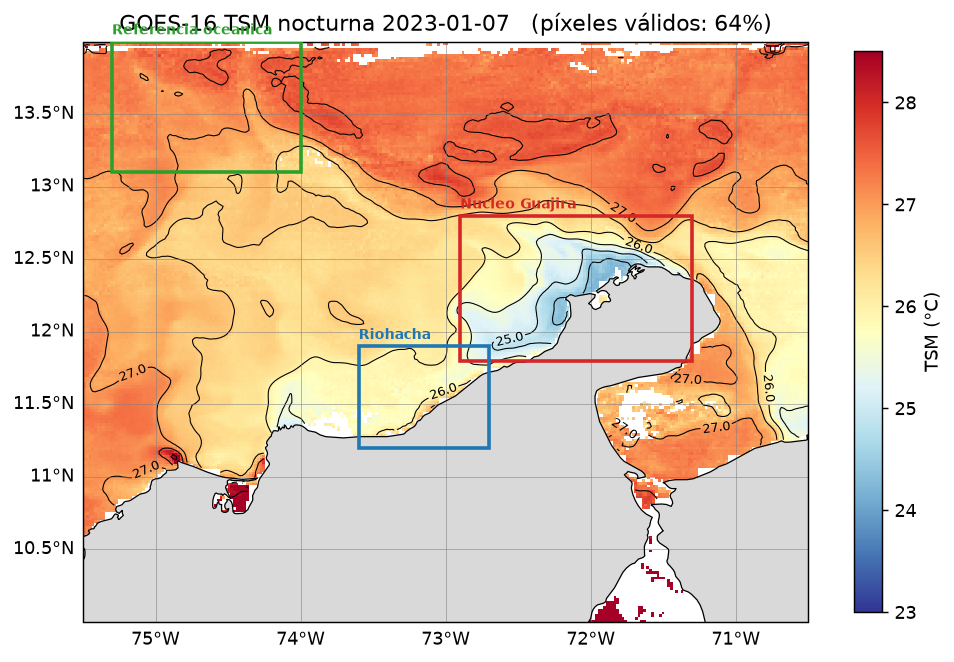 GOES-16 TSM nocturna 2023-01-07 (píxeles válidos: 64%)
Referencia oceanica
13.5°N
13°N
Nucleo Guajira
27.0
26.0
12.5°N
12°N
Riohacha
25.0
27.0
27.0
26.0
26.0
11.5°N
27.0
27.0
27.0
11°N
10.5°N
75°W
74°W
73°W
72°W
71°W
28
27
26
25
24
23
TSM (°C)